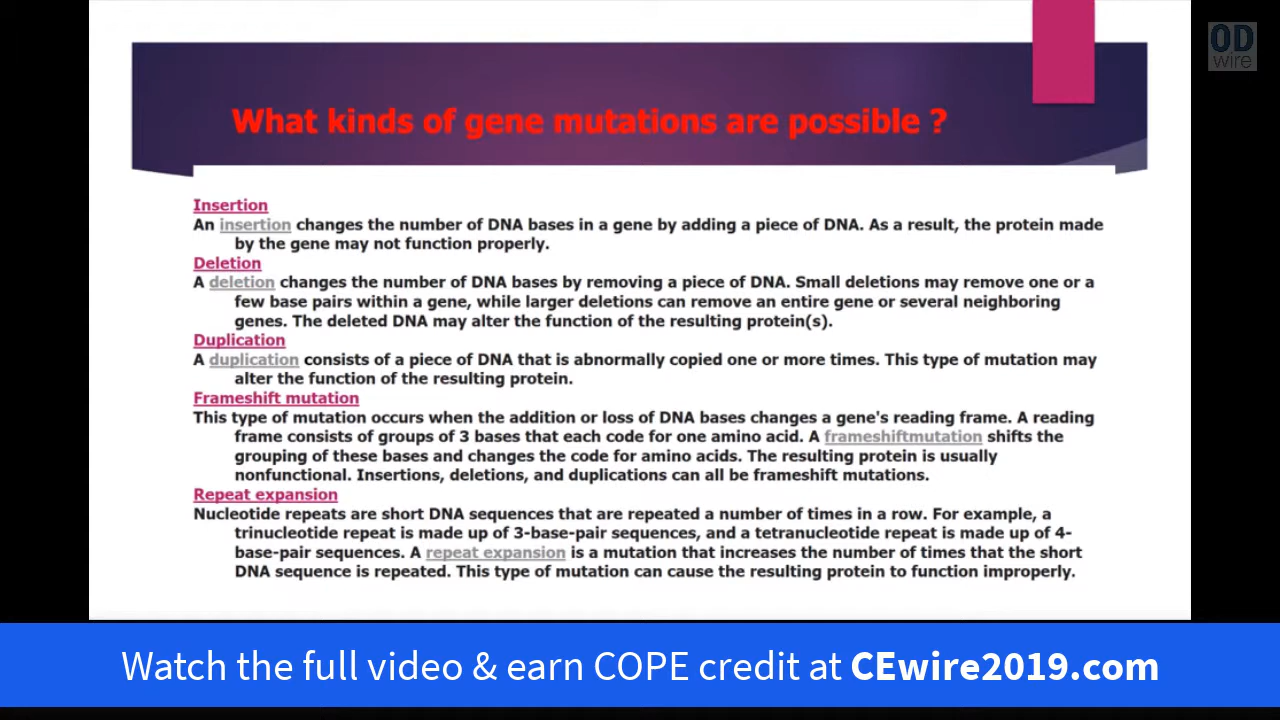 OD
wire
What kinds of gene mutations are possible ?
Insertion
An insertion changes the number of DNA bases in a gene by adding a piece of DNA. As a result, the protein made
by the gene may not function properly.
Deletion
A deletion changes the number of DNA bases by removing a piece of DNA. Small deletions may remove one or a
few base pairs within a gene, while larger deletions can remove an entire gene or several neighboring
genes. The deleted DNA may alter the function of the resulting protein(s).
Duplication
A duplication consists of a piece of DNA that is abnormally copied one or more times. This type of mutation may
alter the function of the resulting protein.
Frameshift mutation
This type of mutation occurs when the addition or loss of DNA bases changes a gene's reading frame. A reading
frame consists of groups of 3 bases that each code for one amino acid. A frameshiftmutation shifts the
grouping of these bases and changes the code for amino acids. The resulting protein is usually
nonfunctional. Insertions, deletions, and duplications can all be frameshift mutations.
Repeat expansion
Nucleotide repeats are short DNA sequences that are repeated a number of times in a row. For example, a
trinucleotide repeat is made up of 3-base-pair sequences, and a tetranucleotide repeat is made up of 4-
base-pair sequences. A repeat expansion is a mutation that increases the number of times that the short
DNA sequence is repeated. This type of mutation can cause the resulting protein to function improperly.
Watch the full video & earn COPE credit at CEwire2019.com